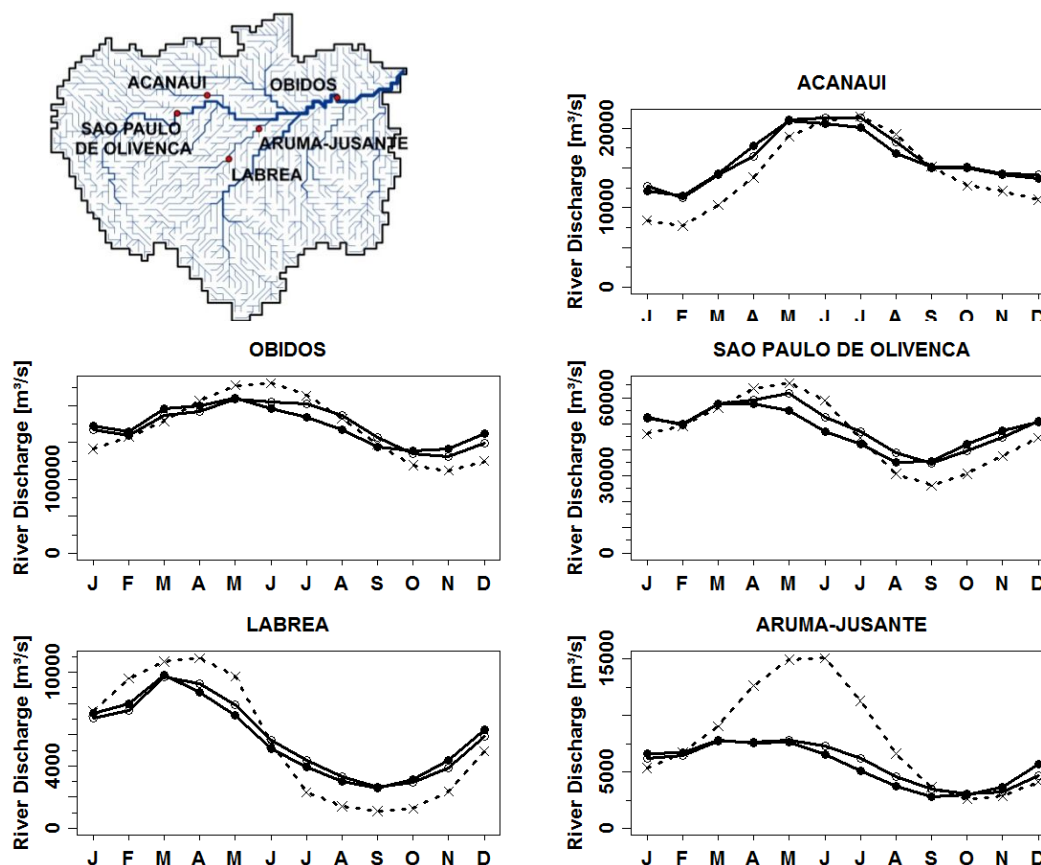 ACANAUI
OBIDOS
SAO PAULO
DE OLIVENCA
ARUMA-JUSANTE
LABREA
ACANAUI
River Discharge [m³/s]
20000
10000
0
J F M A M J J A S O N D
OBIDOS
River Discharge [m³/s]
100000
0
J F M A M J J A S O N D
SAO PAULO DE OLIVENCA
River Discharge [m³/s]
60000
30000
0
J F M A M J J A S O N D
LABREA
River Discharge [m³/s]
10000
4000
0
J F M A M J J A S O N D
ARUMA-JUSANTE
River Discharge [m³/s]
15000
5000
0
J F M A M J J A S O N D